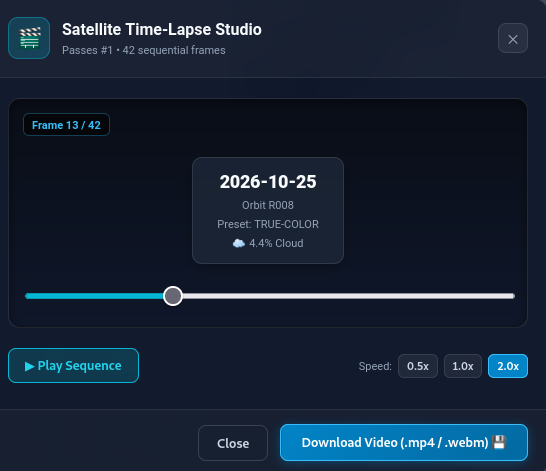 Satellite Time-Lapse Studio
Passes #1 • 42 sequential frames
×
Frame 13 / 42
2026-10-25
Orbit R008
Preset: TRUE-COLOR
☁️ 4.4% Cloud
▶ Play Sequence
Speed: 0.5x 1.0x 2.0x
Close
Download Video (.mp4 / .webm) 💾